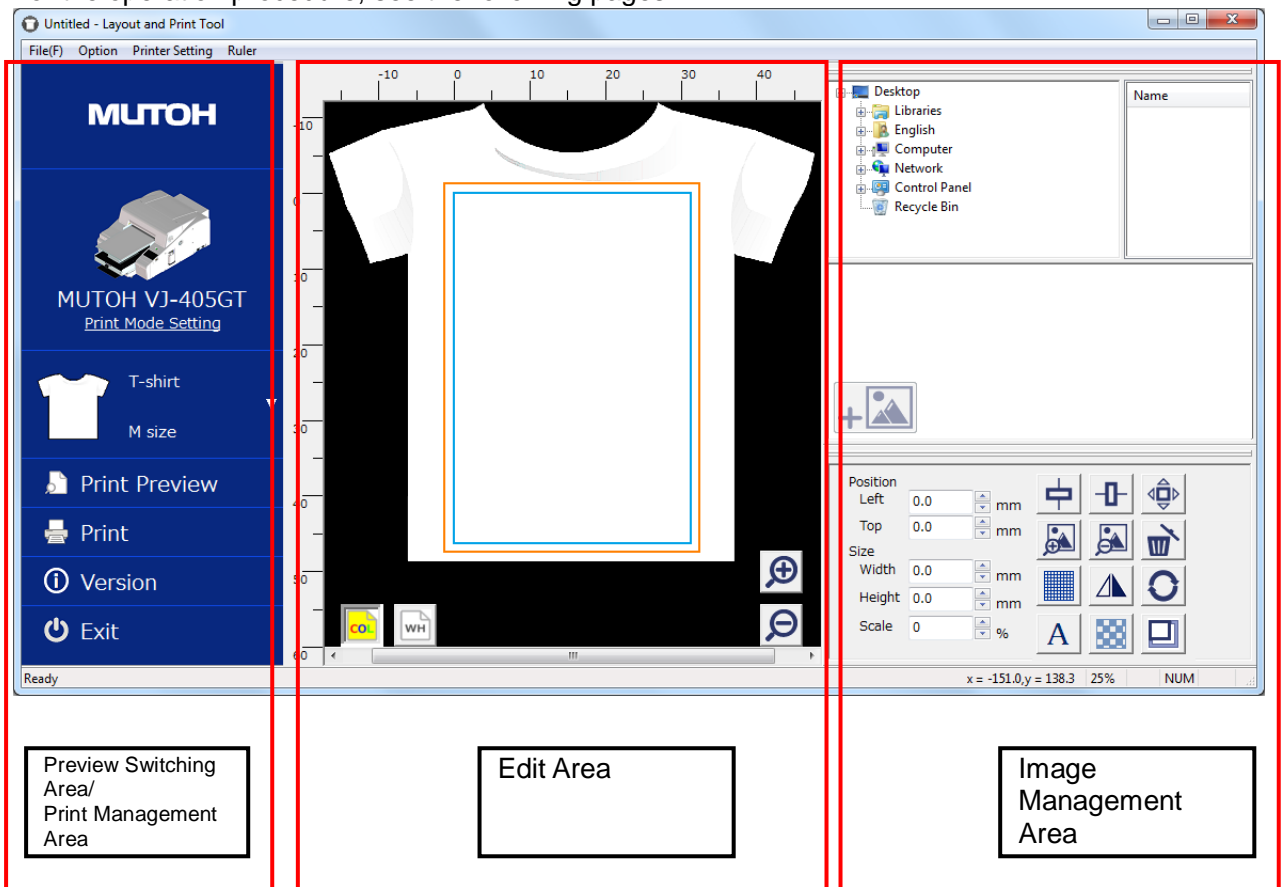 Untitled - Layout and Print Tool
File(F) Option Printer Setting Ruler
MUTOH
MUTOH VJ-405GT
Print Mode Setting
T-shirt
M size
Print Preview
Print
Version
Exit
-10 0 10 20 30 40
-10
0
10
20
30
40
50
60
COL WH
Desktop
Libraries
English
Computer
Network
Control Panel
Recycle Bin
Name
Position
Left 0.0 mm
Top 0.0 mm
Size
Width 0.0 mm
Height 0.0 mm
Scale 0 %
A
Ready x = -151.0,y = 138.3 25% NUM
Preview Switching
Area/
Print Management
Area
Edit Area
Image
Management
Area